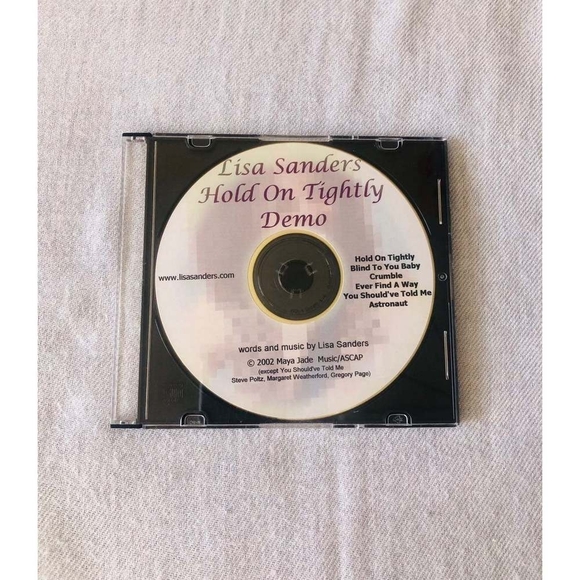 Lisa Sanders
Hold On Tightly
Demo
www.lisasanders.com
Hold On Tightly
Blind To You Baby
Crumble
Ever Find A Way
You Should've Told Me
Astronaut
words and music by Lisa Sanders
© 2002 Maya Jade Music/ASCAP
(except You Should've Told Me
Steve Poltz, Margaret Weatherford, Gregory Page)